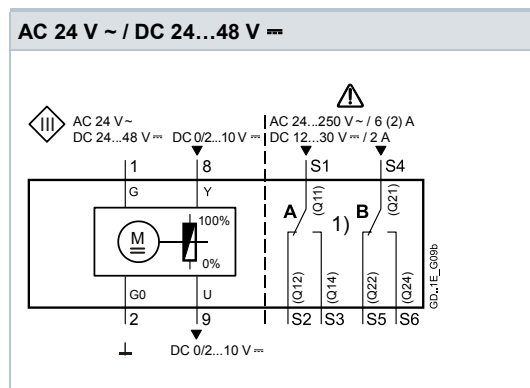 AC 24 V ~ / DC 24...48 V ⎓
III
AC 24 V ~
DC 24...48 V ⎓
DC 0/2...10 V ⎓
AC 24...250 V ~ / 6 (2) A
DC 12...30 V ⎓ / 2 A
1 8 S1 S4
G Y (Q11) (Q21)
A 1) B
100%
M
0%
G0 U (Q12) (Q14) (Q22) (Q24)
2 9 S2 S3 S5 S6
DC 0/2...10 V ⎓
GD..1E_G09b